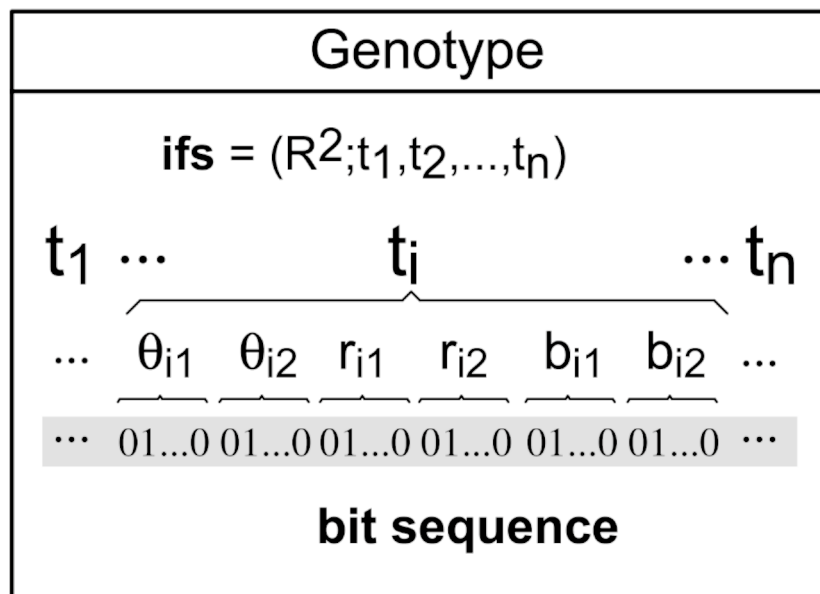 Genotype
ifs = (R²;t₁,t₂,...,tₙ)
t₁ ... tᵢ ... tₙ
... θᵢ₁ θᵢ₂ rᵢ₁ rᵢ₂ bᵢ₁ bᵢ₂ ...
... 01...0 01...0 01...0 01...0 01...0 01...0 ...
bit sequence